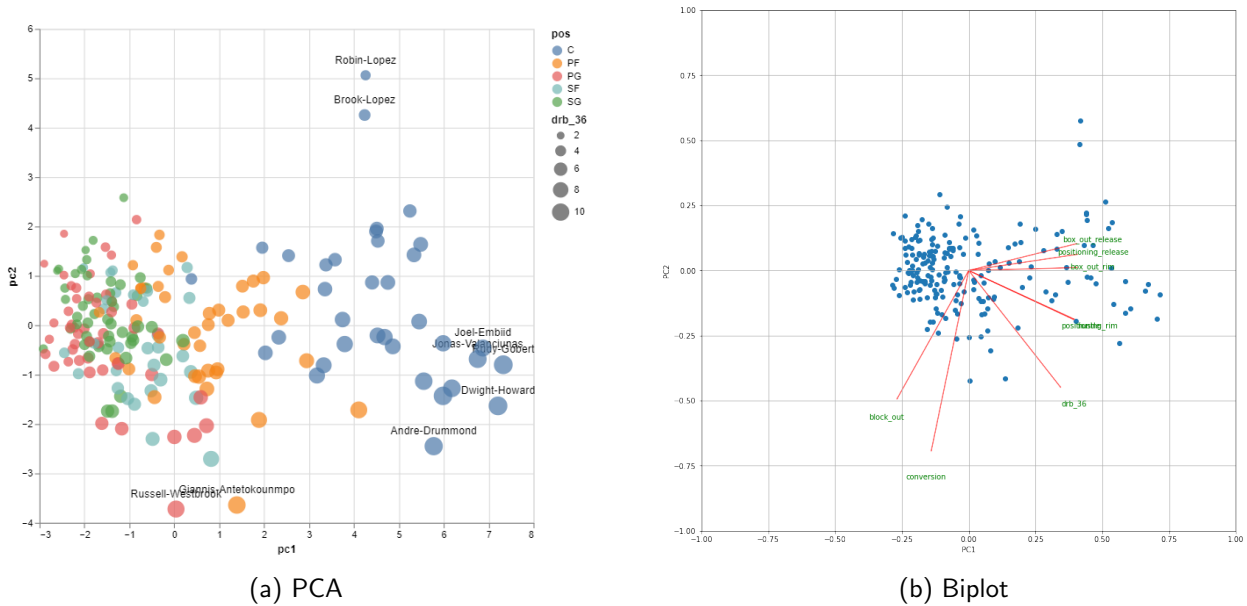 6
5
4
3
2
1
0
−1
−2
−3
−4
−3
−2
−1
0
1
2
3
4
5
6
7
8
pc2
pc1
Robin-Lopez
Brook-Lopez
Joel-Embiid
Jonas-Valanciunas
Rudy-Gobert
Dwight-Howard
Andre-Drummond
Russell-Westbrook
Giannis-Antetokounmpo
pos
C
PF
PG
SF
SG
drb_36
2
4
6
8
10
(a) PCA
1.00
0.75
0.50
0.25
0.00
−0.25
−0.50
−0.75
−1.00
−1.00
−0.75
−0.50
−0.25
0.00
0.25
0.50
0.75
1.00
PC2
PC1
box_out_release
positioning_release
box_out_rim
drb_36
block_out
conversion
(b) Biplot